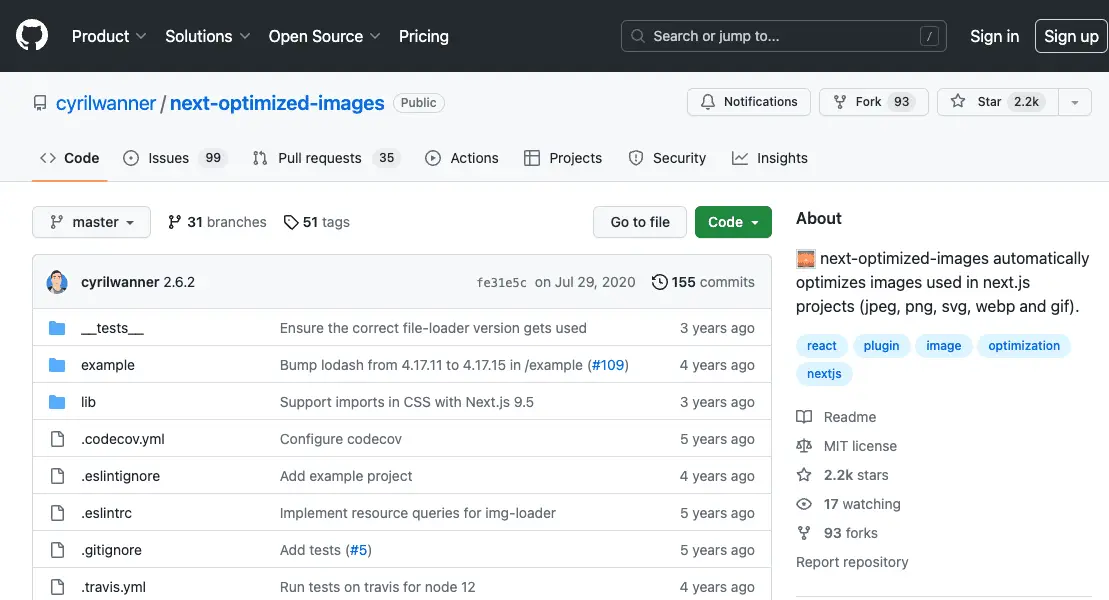 Product Solutions Open Source Pricing Search or jump to... / Sign in Sign up
cyrilwanner / next-optimized-images Public Notifications Fork 93 Star 2.2k
Code Issues 99 Pull requests 35 Actions Projects Security Insights
master 31 branches 51 tags Go to file Code
cyrilwanner 2.6.2 fe31e5c on Jul 29, 2020 155 commits
__tests__ Ensure the correct file-loader version gets used 3 years ago
example Bump lodash from 4.17.11 to 4.17.15 in /example (#109) 4 years ago
lib Support imports in CSS with Next.js 9.5 3 years ago
.codecov.yml Configure codecov 5 years ago
.eslintignore Add example project 4 years ago
.eslintrc Implement resource queries for img-loader 5 years ago
.gitignore Add tests (#5) 5 years ago
.travis.yml Run tests on travis for node 12 4 years ago
About
next-optimized-images automatically
optimizes images used in next.js
projects (jpeg, png, svg, webp and gif).
react plugin image optimization
nextjs
Readme
MIT license
2.2k stars
17 watching
93 forks
Report repository